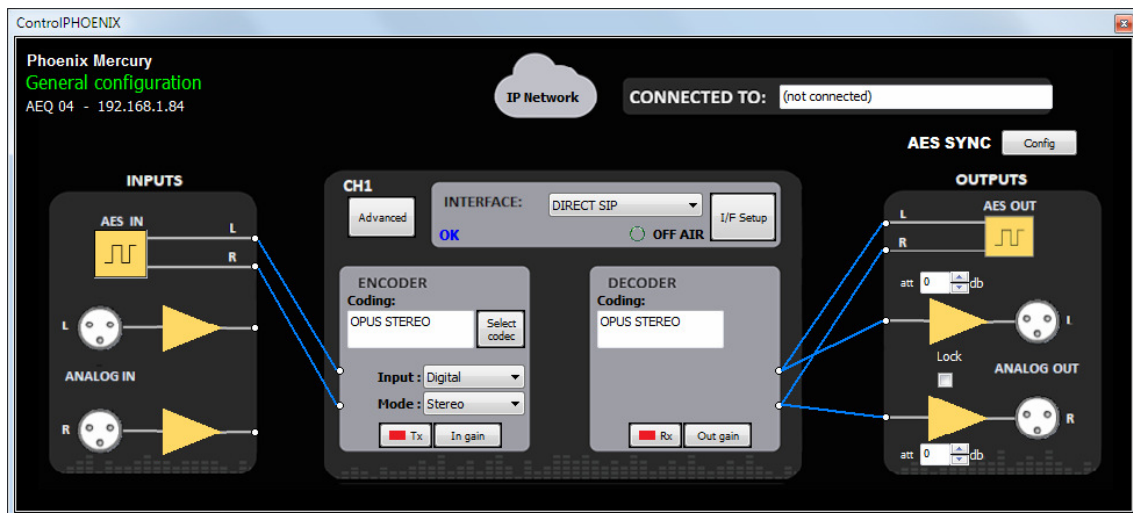 ControlPHOENIX
Phoenix Mercury
General configuration
AEQ 04 - 192.168.1.84
IP Network
CONNECTED TO: (not connected)
AES SYNC Config
INPUTS
AES IN
L
R
L
ANALOG IN
R
CH1
Advanced
INTERFACE: DIRECT SIP
OK
OFF AIR
I/F Setup
ENCODER
Coding:
OPUS STEREO
Select
codec
Input : Digital
Mode : Stereo
Tx In gain
DECODER
Coding:
OPUS STEREO
Rx Out gain
OUTPUTS
AES OUT
L
R
att 0 db
L
Lock
ANALOG OUT
R
att 0 db